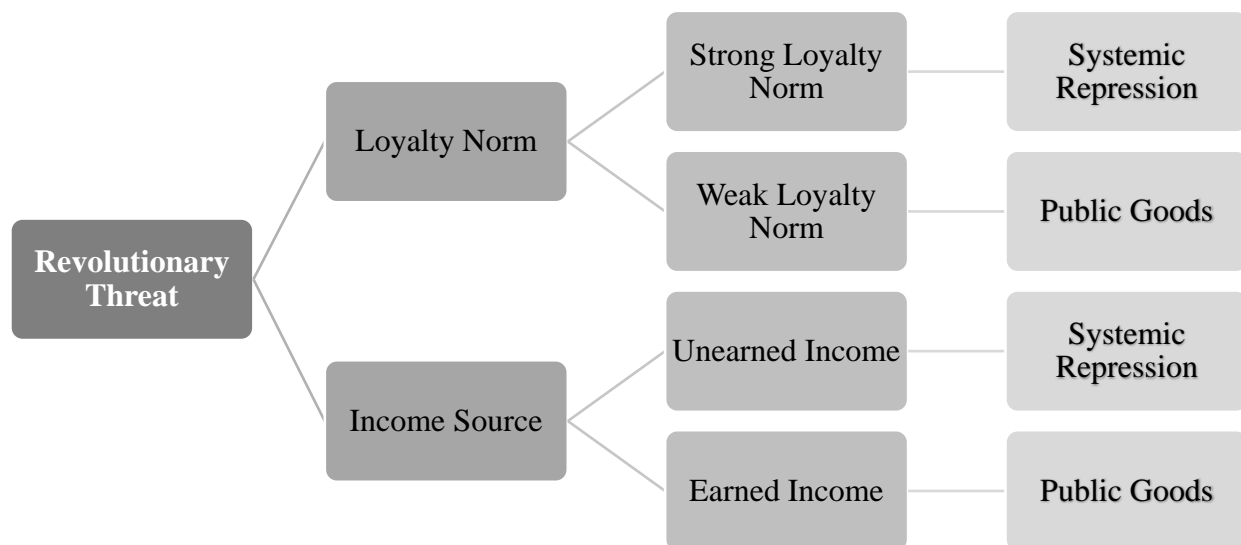 Revolutionary
Threat
Loyalty Norm
Strong Loyalty
Norm
Systemic
Repression
Weak Loyalty
Norm
Public Goods
Income Source
Unearned Income
Systemic
Repression
Earned Income
Public Goods